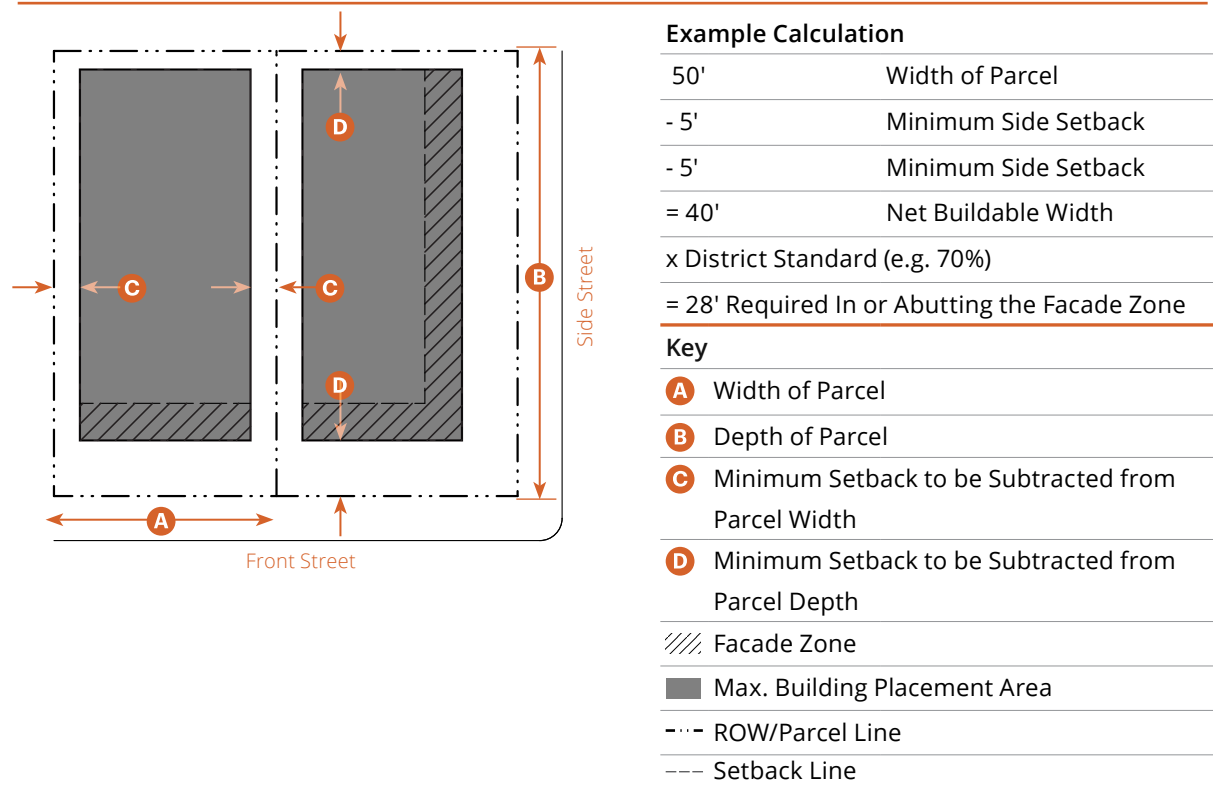 D
C
C
D
B
A
Side Street
Front Street
Example Calculation
50' Width of Parcel
- 5' Minimum Side Setback
- 5' Minimum Side Setback
= 40' Net Buildable Width
x District Standard (e.g. 70%)
= 28' Required In or Abutting the Facade Zone
Key
A Width of Parcel
B Depth of Parcel
C Minimum Setback to be Subtracted from
Parcel Width
D Minimum Setback to be Subtracted from
Parcel Depth
Facade Zone
Max. Building Placement Area
ROW/Parcel Line
Setback Line